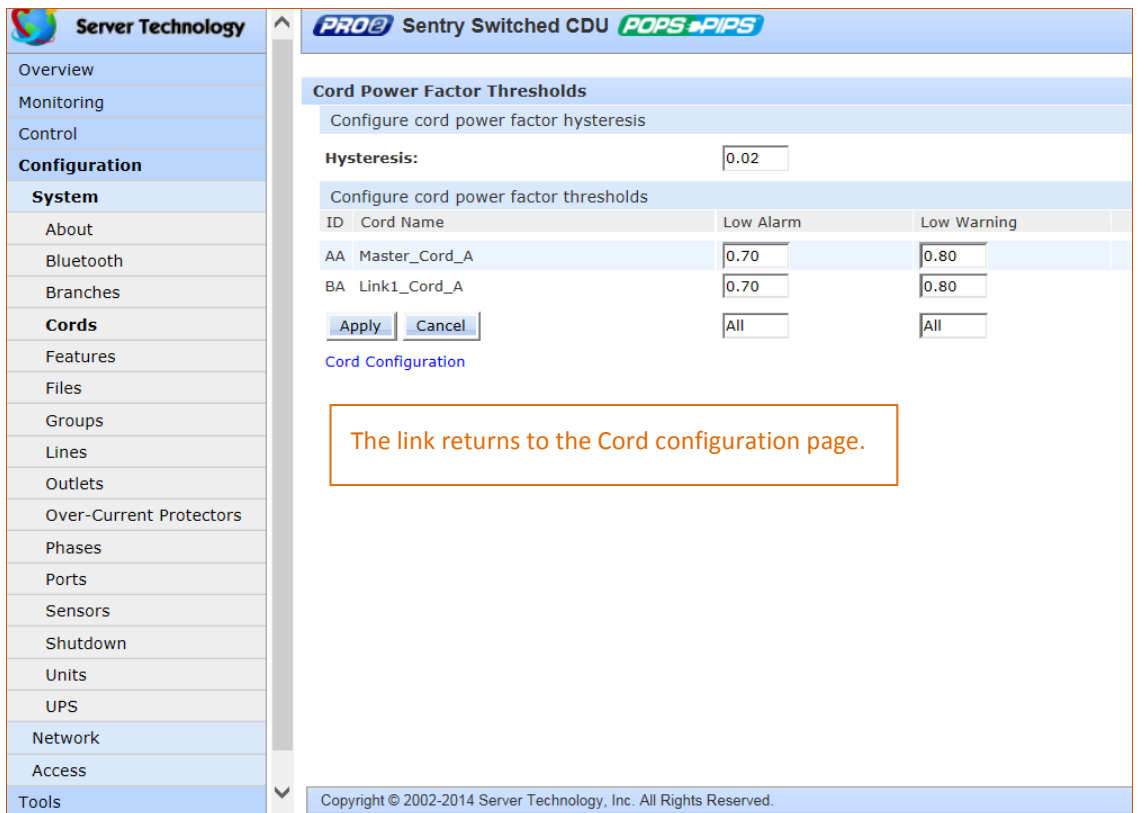 Server Technology
PRO2 Sentry Switched CDU POPS PIPS
Overview
Monitoring
Control
Configuration
System
About
Bluetooth
Branches
Cords
Features
Files
Groups
Lines
Outlets
Over-Current Protectors
Phases
Ports
Sensors
Shutdown
Units
UPS
Network
Access
Tools
Cord Power Factor Thresholds
Configure cord power factor hysteresis
Hysteresis: 0.02
Configure cord power factor thresholds
ID Cord Name Low Alarm Low Warning
AA Master_Cord_A 0.70 0.80
BA Link1_Cord_A 0.70 0.80
Apply Cancel All All
Cord Configuration
The link returns to the Cord configuration page.
Copyright © 2002-2014 Server Technology, Inc. All Rights Reserved.